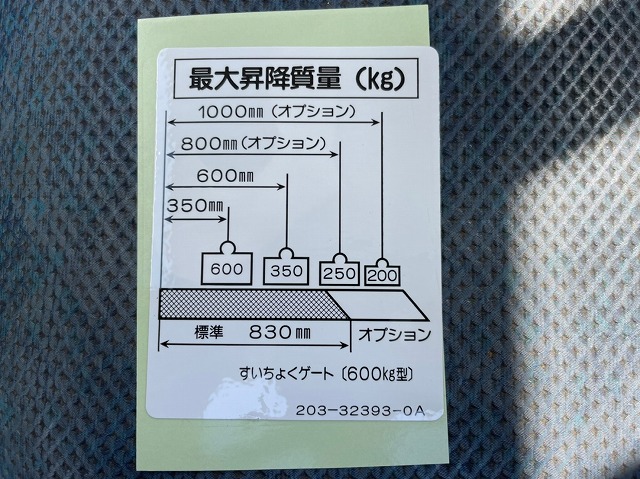 最大昇降質量（kg）
1000mm（オプション）
800mm（オプション）
600mm
350mm
600 350 250 200
標準 830mm オプション
すいちょくゲート〔600kg型〕
203-32393-0A